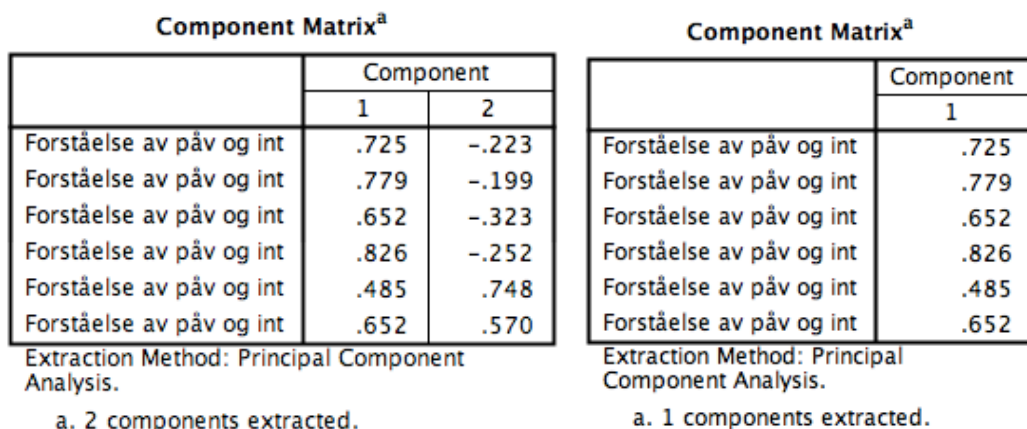 Component Matrixa
Component
1 2
Forståelse av påv og int .725 -.223
Forståelse av påv og int .779 -.199
Forståelse av påv og int .652 -.323
Forståelse av påv og int .826 -.252
Forståelse av påv og int .485 .748
Forståelse av påv og int .652 .570
Extraction Method: Principal Component
Analysis.
a. 2 components extracted.
Component Matrixa
Component
1
Forståelse av påv og int .725
Forståelse av påv og int .779
Forståelse av påv og int .652
Forståelse av påv og int .826
Forståelse av påv og int .485
Forståelse av påv og int .652
Extraction Method: Principal
Component Analysis.
a. 1 components extracted.